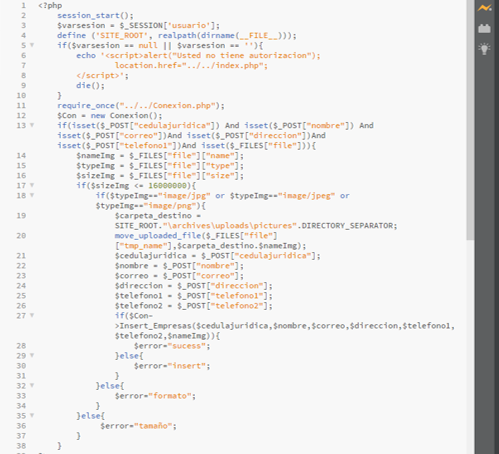 1 <?php
2 session_start();
3 $varsesion = $_SESSION['usuario'];
4 define ('SITE_ROOT', realpath(dirname(__FILE__)));
5 if($varsesion == null || $varsesion == ''){
6 echo '<script>alert("Usted no tiene autorizacion");
7 location.href="../../index.php";
8 </script>';
9 die();
10 }
11 require_once("../../Conexion.php");
12 $Con = new Conexion();
13 if(isset($_POST["cedulajuridica"]) And isset($_POST["nombre"]) And
isset($_POST["correo"])And isset($_POST["direccion"])And
isset($_POST["telefono1"])And isset($_FILES["file"])){
14 $nameImg = $_FILES["file"]["name"];
15 $typeImg = $_FILES["file"]["type"];
16 $sizeImg = $_FILES["file"]["size"];
17 if($sizeImg <= 16000000){
18 if($typeImg=="image/jpg" or $typeImg=="image/jpeg" or
$typeImg=="image/png"){
19 $carpeta_destino =
SITE_ROOT."\archives\uploads\pictures".DIRECTORY_SEPARATOR;
20 move_uploaded_file($_FILES["file"]
["tmp_name"],$carpeta_destino.$nameImg);
21 $cedulajuridica = $_POST["cedulajuridica"];
22 $nombre = $_POST["nombre"];
23 $correo = $_POST["correo"];
24 $direccion = $_POST["direccion"];
25 $telefono1 = $_POST["telefono1"];
26 $telefono2 = $_POST["telefono2"];
27 if($Con-
>Insert_Empresas($cedulajuridica,$nombre,$correo,$direccion,$telefono1,
$telefono2,$nameImg)){
28 $error="sucess";
29 }else{
30 $error="insert";
31 }
32 }else{
33 $error="formato";
34 }
35 }else{
36 $error="tamaño";
37 }
38 }